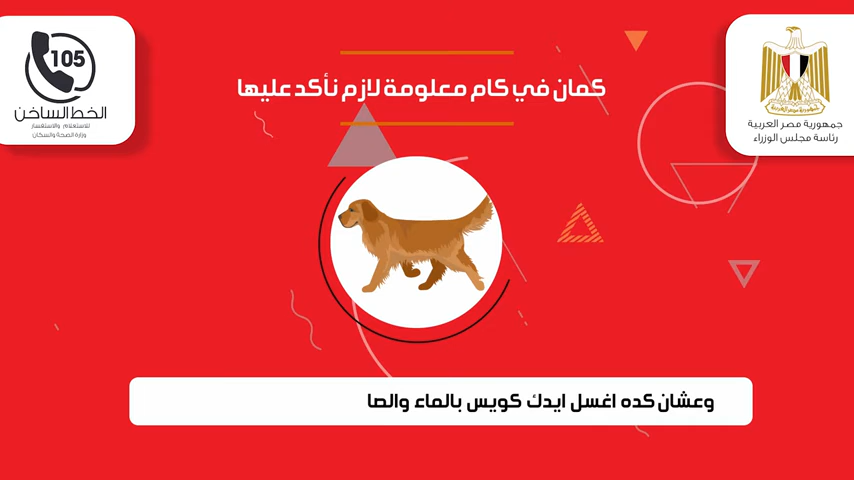 105
الخط الساخن
للاستعلام والاستفسار
وزارة الصحة والسكان
جمهورية مصر العربية
رئاسة مجلس الوزراء
كمان في كام معلومة لازم نأكد عليها
وعشان كده اغسل ايدك كويس بالماء والصا